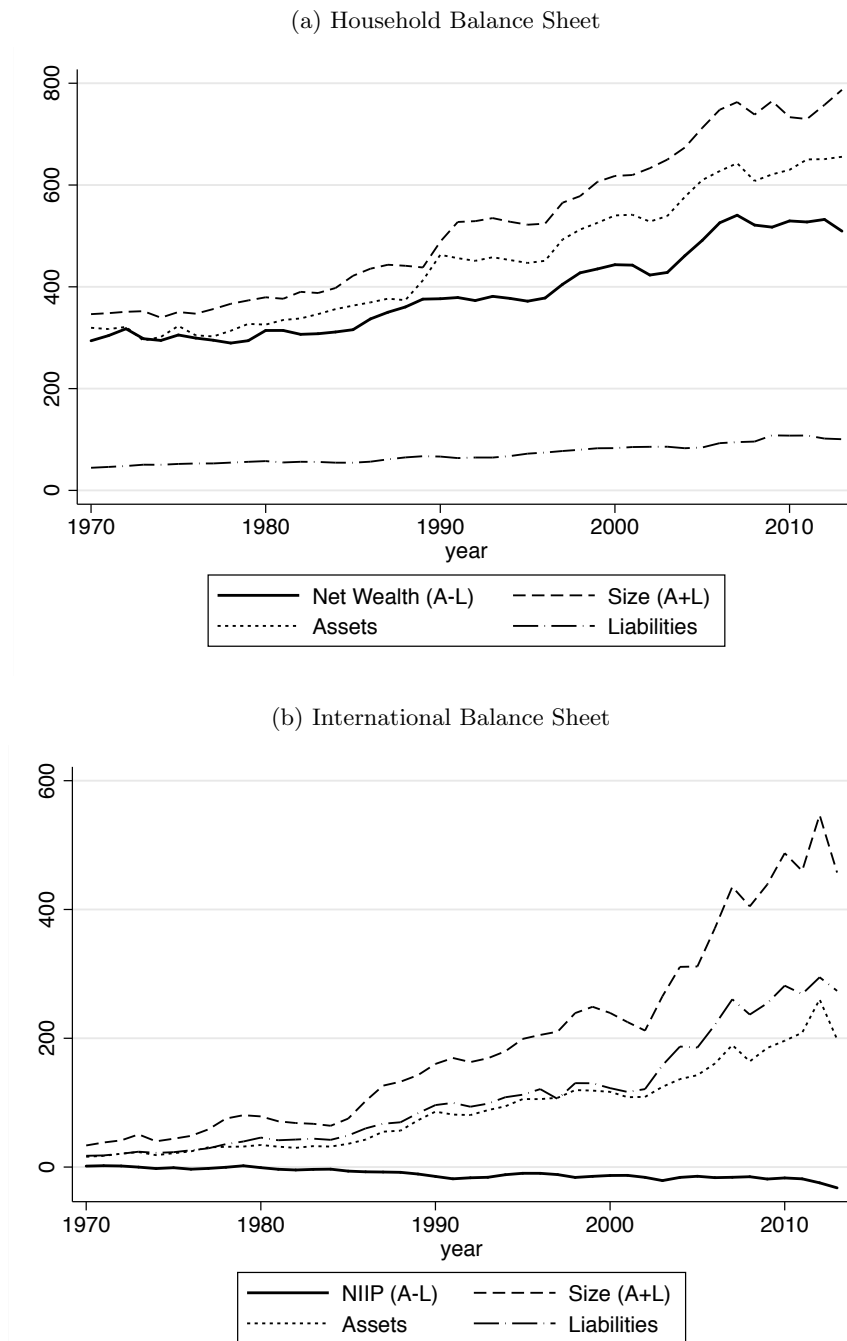 (a) Household Balance Sheet
800
600
400
200
0
1970 1980 1990 2000 2010
year
Net Wealth (A-L) Size (A+L)
Assets Liabilities
(b) International Balance Sheet
600
400
200
0
1970 1980 1990 2000 2010
year
NIIP (A-L) Size (A+L)
Assets Liabilities